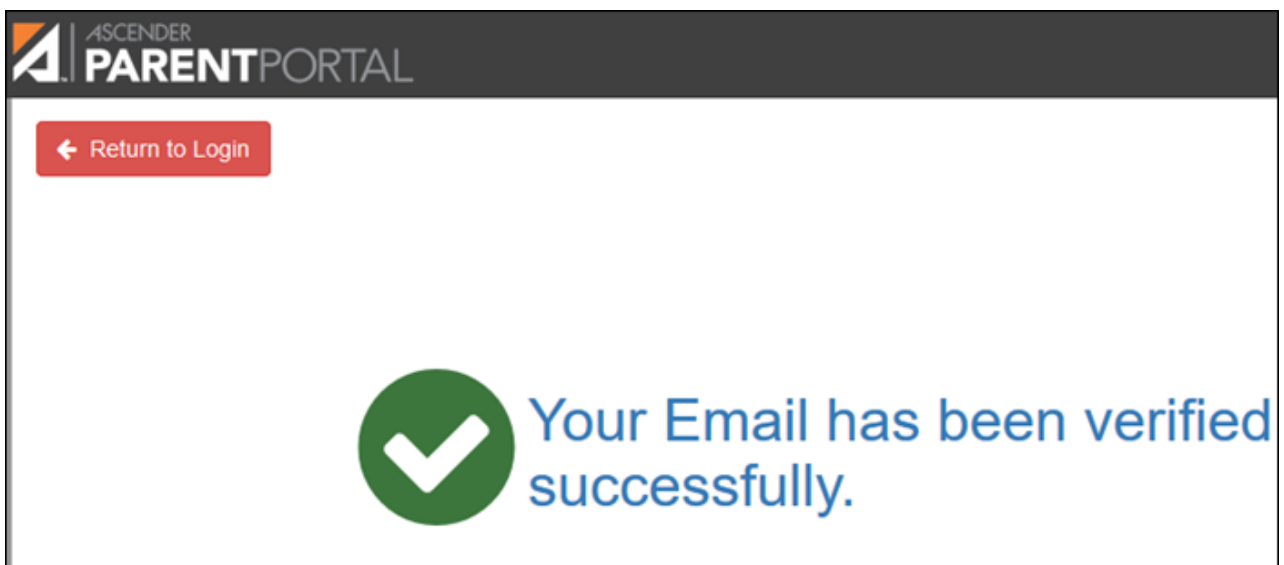 ASCENDER
PARENTPORTAL
Return to Login
Your Email has been verified
successfully.